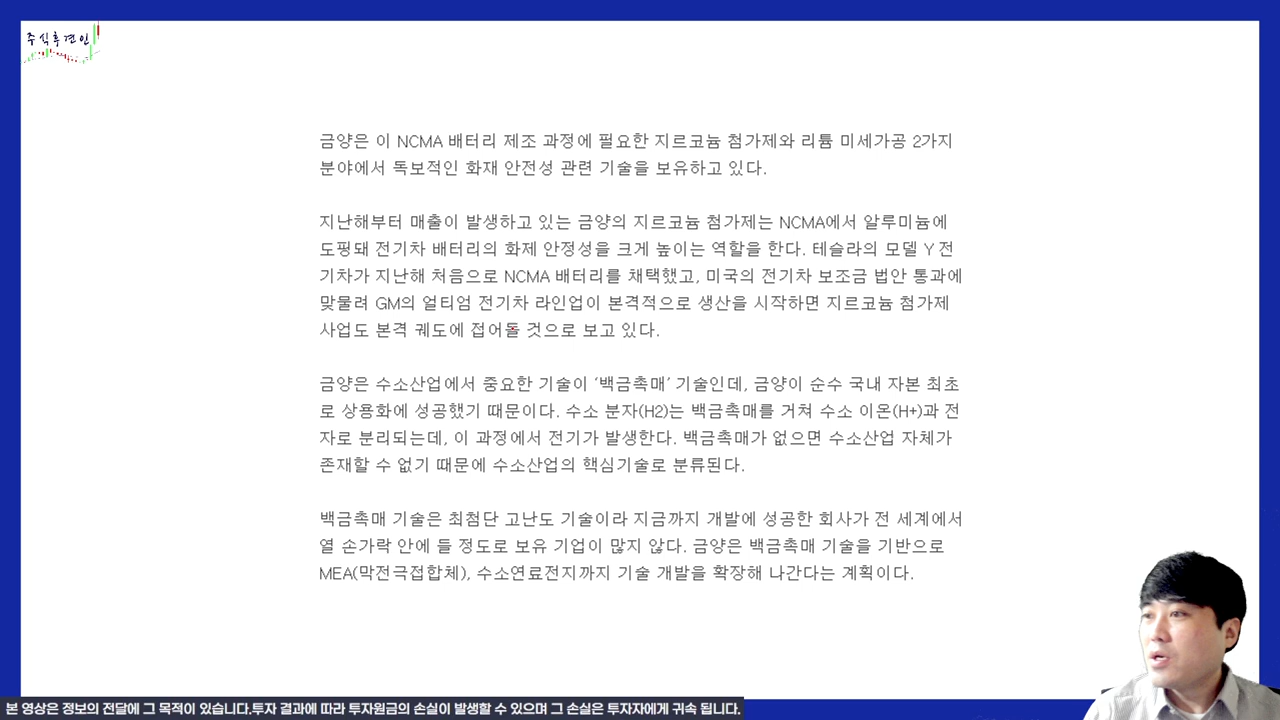 주식후견인
금양은 이 NCMA 배터리 제조 과정에 필요한 지르코늄 첨가제와 리튬 미세가공 2가지
분야에서 독보적인 화재 안전성 관련 기술을 보유하고 있다.
지난해부터 매출이 발생하고 있는 금양의 지르코늄 첨가제는 NCMA에서 알루미늄에
도핑돼 전기차 배터리의 화제 안정성을 크게 높이는 역할을 한다. 테슬라의 모델 Y 전
기차가 지난해 처음으로 NCMA 배터리를 채택했고, 미국의 전기차 보조금 법안 통과에
맞물려 GM의 얼티엄 전기차 라인업이 본격적으로 생산을 시작하면 지르코늄 첨가제
사업도 본격 궤도에 접어들 것으로 보고 있다.
금양은 수소산업에서 중요한 기술이 ‘백금촉매’ 기술인데, 금양이 순수 국내 자본 최초
로 상용화에 성공했기 때문이다. 수소 분자(H2)는 백금촉매를 거쳐 수소 이온(H+)과 전
자로 분리되는데, 이 과정에서 전기가 발생한다. 백금촉매가 없으면 수소산업 자체가
존재할 수 없기 때문에 수소산업의 핵심기술로 분류된다.
백금촉매 기술은 최첨단 고난도 기술이라 지금까지 개발에 성공한 회사가 전 세계에서
열 손가락 안에 들 정도로 보유 기업이 많지 않다. 금양은 백금촉매 기술을 기반으로
MEA(막전극접합체), 수소연료전지까지 기술 개발을 확장해 나간다는 계획이다.
본 영상은 정보의 전달에 그 목적이 있습니다.투자 결과에 따라 투자원금의 손실이 발생할 수 있으며 그 손실은 투자자에게 귀속 됩니다.